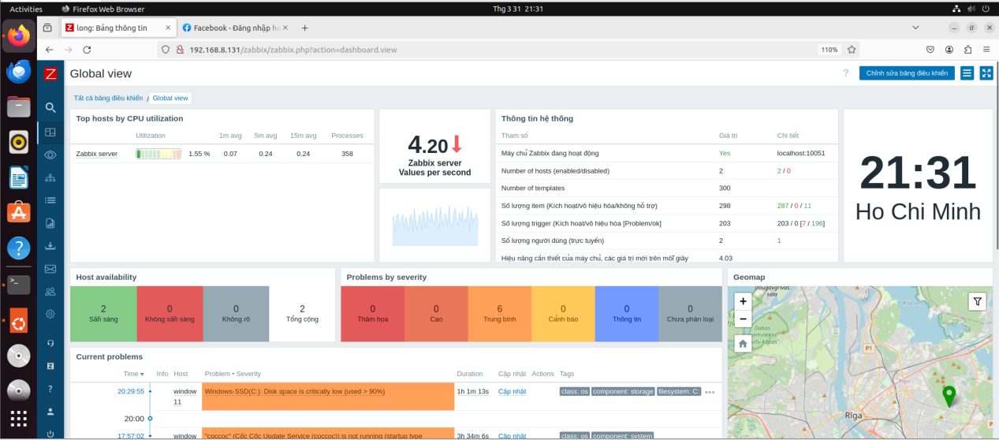 Activities Firefox Web Browser Thg 3 31 21:31
Z long: Bảng thông tin × Facebook - Đăng nhập ho × +
192.168.8.131/zabbix/zabbix.php?action=dashboard.view 110%
Z Global view ? Chỉnh sửa bảng điều khiển
Tất cả bảng điều khiển / Global view
Top hosts by CPU utilization
Utilization 1m avg 5m avg 15m avg Processes
Zabbix server 1.55 % 0.07 0.24 0.24 358
4.20
Zabbix server
Values per second
Thông tin hệ thống
Tham số Giá trị Chi tiết
Máy chủ Zabbix đang hoạt động Yes localhost:10051
Number of hosts (enabled/disabled) 2 2 / 0
Number of templates 300
Số lượng item (Kích hoạt/vô hiệu hóa/không hỗ trợ) 298 287 / 0 / 11
Số lượng trigger (Kích hoạt/vô hiệu hóa [Problem/ok] 203 203 / 0 [7 / 196]
Số lượng người dùng (trực tuyến) 2 1
Hiệu năng cần thiết của máy chủ, các giá trị mới trên mỗi giây 4.03
21:31
Ho Chi Minh
Host availability
2 Sẵn sàng
0 Không sẵn sàng
0 Không rõ
2 Tổng cộng
Problems by severity
0 Thảm họa
0 Cao
6 Trung bình
0 Cảnh báo
0 Thông tin
0 Chưa phân loại
Geomap
+
−
Daugavgrīvas
sala
Ķīšezers
P1
P2
Rīgo
Rīga
Current problems
Time Info Host Problem • Severity Duration Cập nhật Actions Tags
20:29:55 window 11 Windows-SSD(C:): Disk space is critically low (used > 90%) 1h 1m 13s Cập nhật class: os component: storage filesystem: C: •••
20:00
17:57:02 window "coccoc" (Cốc Cốc Update Service (coccoc)) is not running (startup type 3h 34m 6s Cập nhật class: os component: system
Z
?